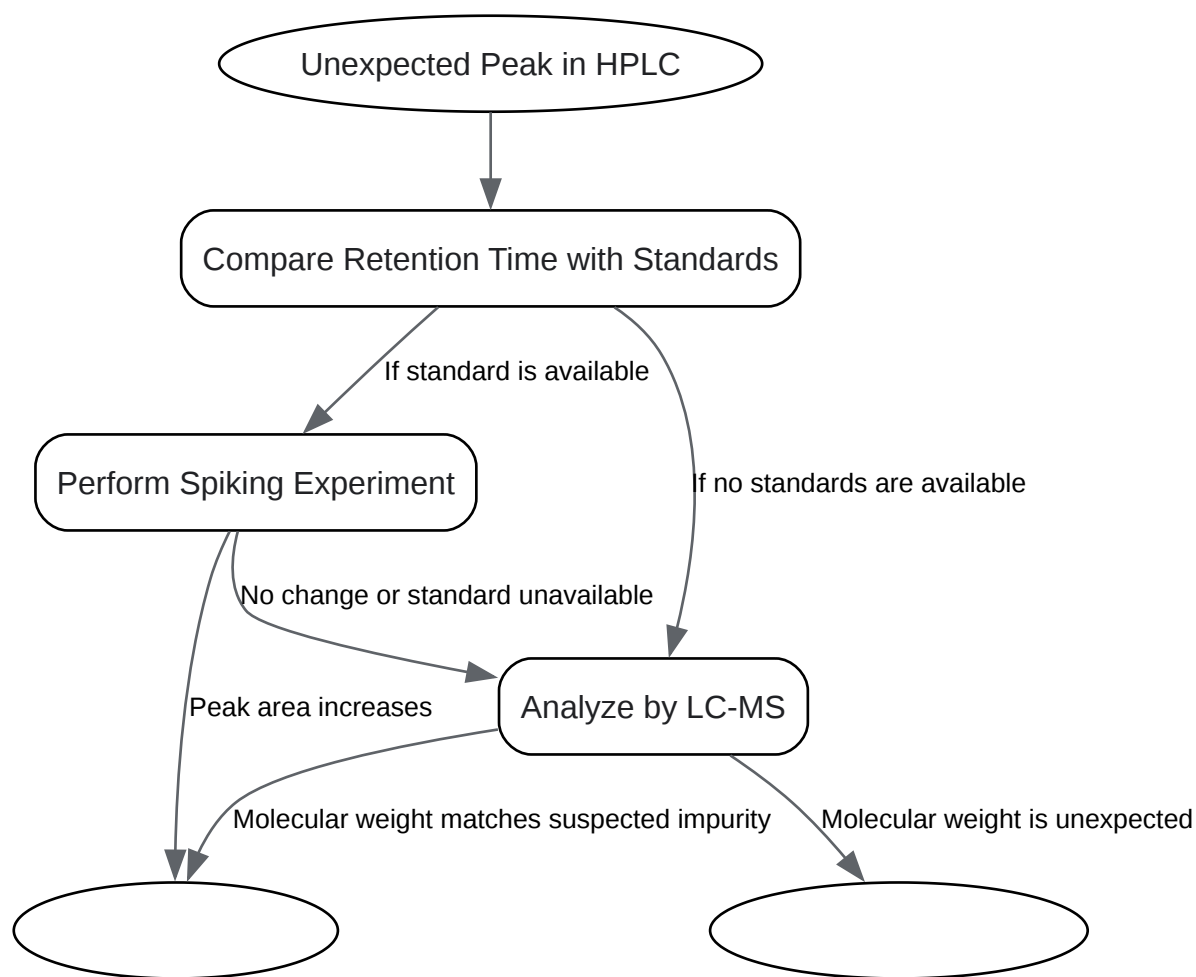 Unexpected Peak in HPLC
Compare Retention Time with Standards
If standard is available
Perform Spiking Experiment
If no standards are available
No change or standard unavailable
Peak area increases
Analyze by LC-MS
Molecular weight matches suspected impurity
Molecular weight is unexpected